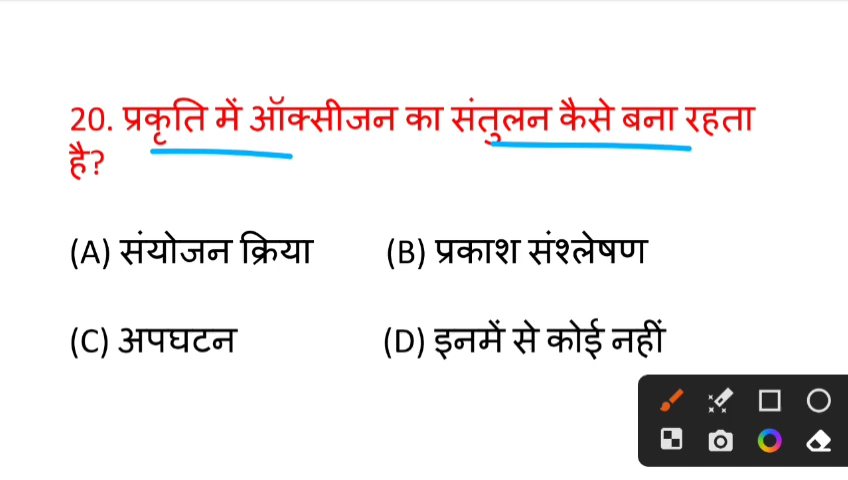 20. प्रकृति में ऑक्सीजन का संतुलन कैसे बना रहता
है?
(A) संयोजन क्रिया (B) प्रकाश संश्लेषण
(C) अपघटन (D) इनमें से कोई नहीं